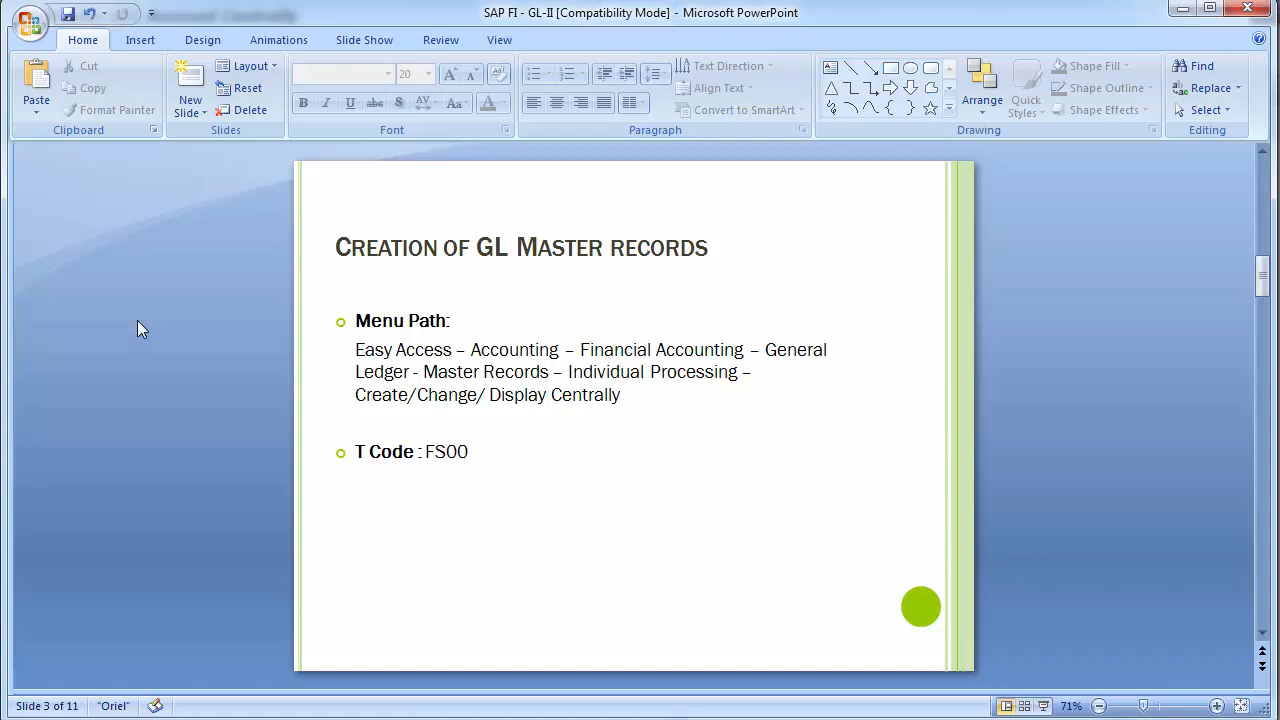 SAP FI - GL-II [Compatibility Mode] - Microsoft PowerPoint
Home Insert Design Slide Show Animations Review View
Paste
Cut
Copy
Format Painter
Clipboard
New Slide
Layout
Reset
Delete
Slides
20
B I U abc S AV Aa A
Font
Text Direction
Align Text
Convert to SmartArt
Paragraph
Arrange
Quick Styles
Shape Fill
Shape Outline
Shape Effects
Drawing
Find
Replace
Select
Editing
CREATION OF GL MASTER RECORDS
Menu Path:
Easy Access – Accounting – Financial Accounting – General
Ledger - Master Records – Individual Processing –
Create/Change/ Display Centrally
T Code : FS00
Slide 3 of 11 "Oriel" 71%